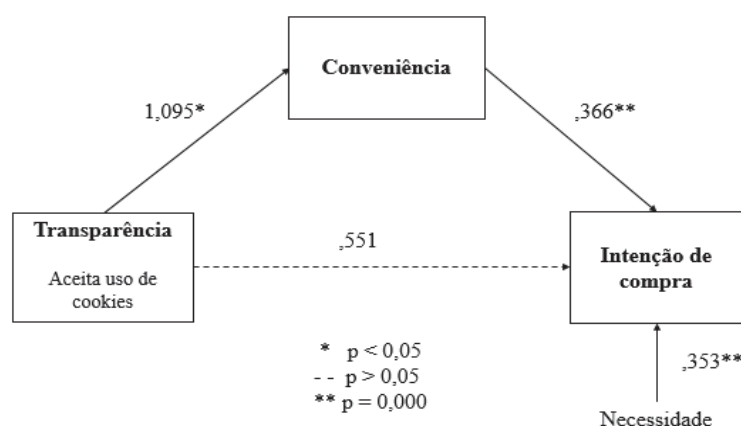 Conveniência
1,095*
,366**
Transparência
Aceita uso de
cookies
,551
Intenção de
compra
* p < 0,05
- - p > 0,05
** p = 0,000
,353**
Necessidade